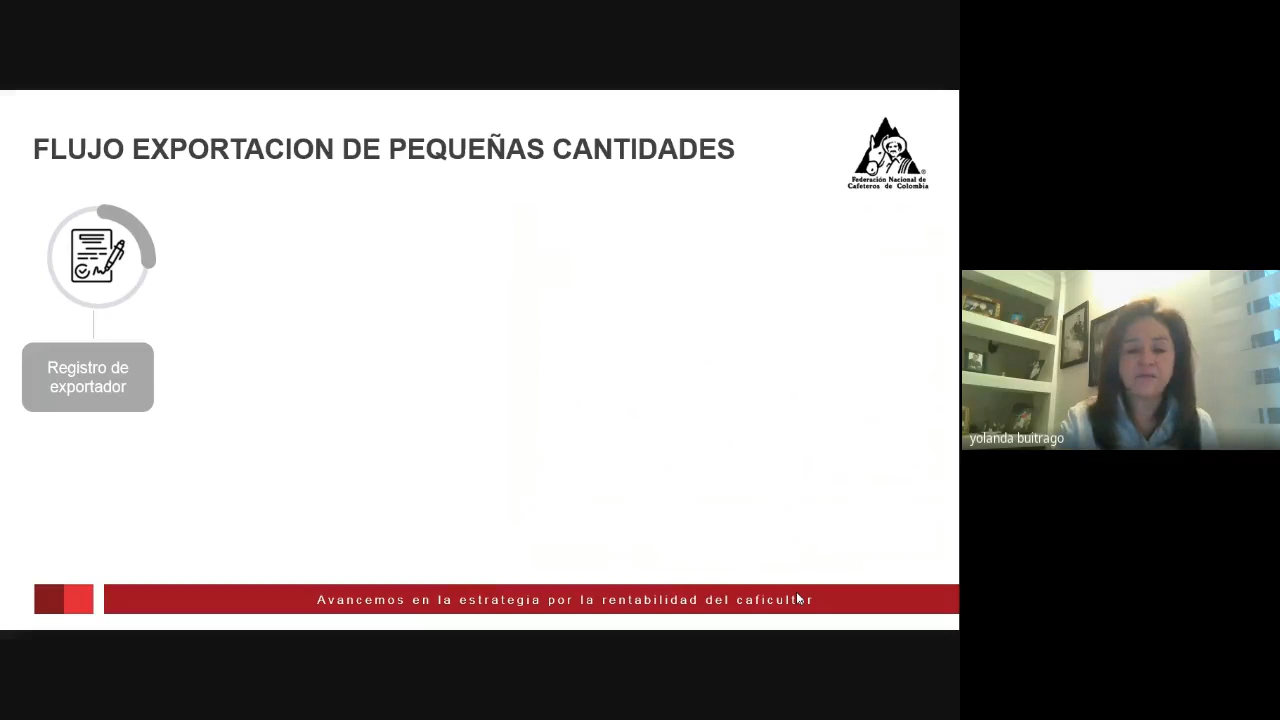 FLUJO EXPORTACION DE PEQUEÑAS CANTIDADES
Federación Nacional de
Cafeteros de Colombia
Registro de
exportador
yolanda buitrago
Avancemos en la estrategia por la rentabilidad del caficultor